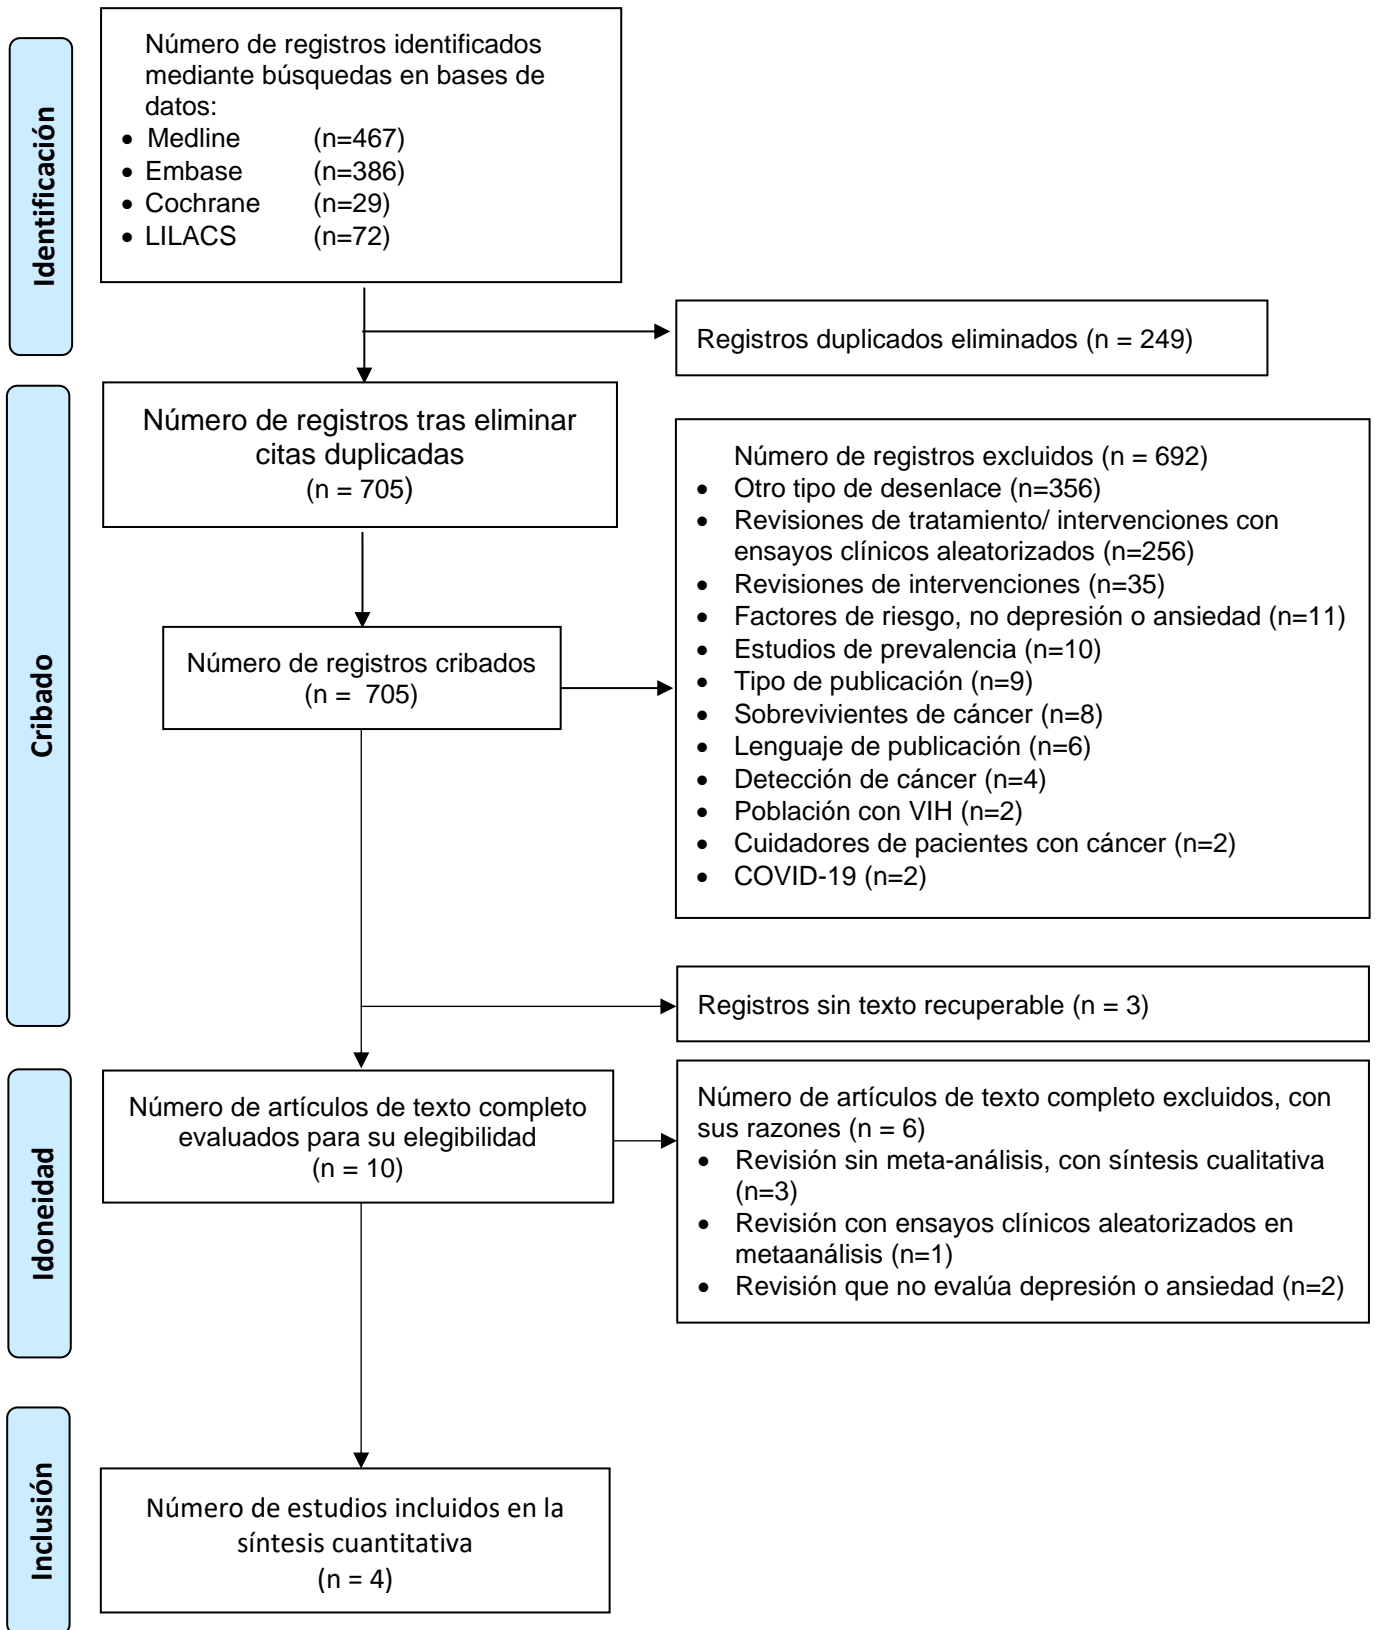 Identificación
Número de registros identificados
mediante búsquedas en bases de
datos:
• Medline (n=467)
• Embase (n=386)
• Cochrane (n=29)
• LILACS (n=72)
Registros duplicados eliminados (n = 249)
Cribado
Número de registros tras eliminar
citas duplicadas
(n = 705)
Número de registros cribados
(n = 705)
Número de registros excluidos (n = 692)
• Otro tipo de desenlace (n=356)
• Revisiones de tratamiento/ intervenciones con
ensayos clínicos aleatorizados (n=256)
• Revisiones de intervenciones (n=35)
• Factores de riesgo, no depresión o ansiedad (n=11)
• Estudios de prevalencia (n=10)
• Tipo de publicación (n=9)
• Sobrevivientes de cáncer (n=8)
• Lenguaje de publicación (n=6)
• Detección de cáncer (n=4)
• Población con VIH (n=2)
• Cuidadores de pacientes con cáncer (n=2)
• COVID-19 (n=2)
Registros sin texto recuperable (n = 3)
Idoneidad
Número de artículos de texto completo
evaluados para su elegibilidad
(n = 10)
Número de artículos de texto completo excluidos, con
sus razones (n = 6)
• Revisión sin meta-análisis, con síntesis cualitativa
(n=3)
• Revisión con ensayos clínicos aleatorizados en
metaanálisis (n=1)
• Revisión que no evalúa depresión o ansiedad (n=2)
Inclusión
Número de estudios incluidos en la
síntesis cuantitativa
(n = 4)